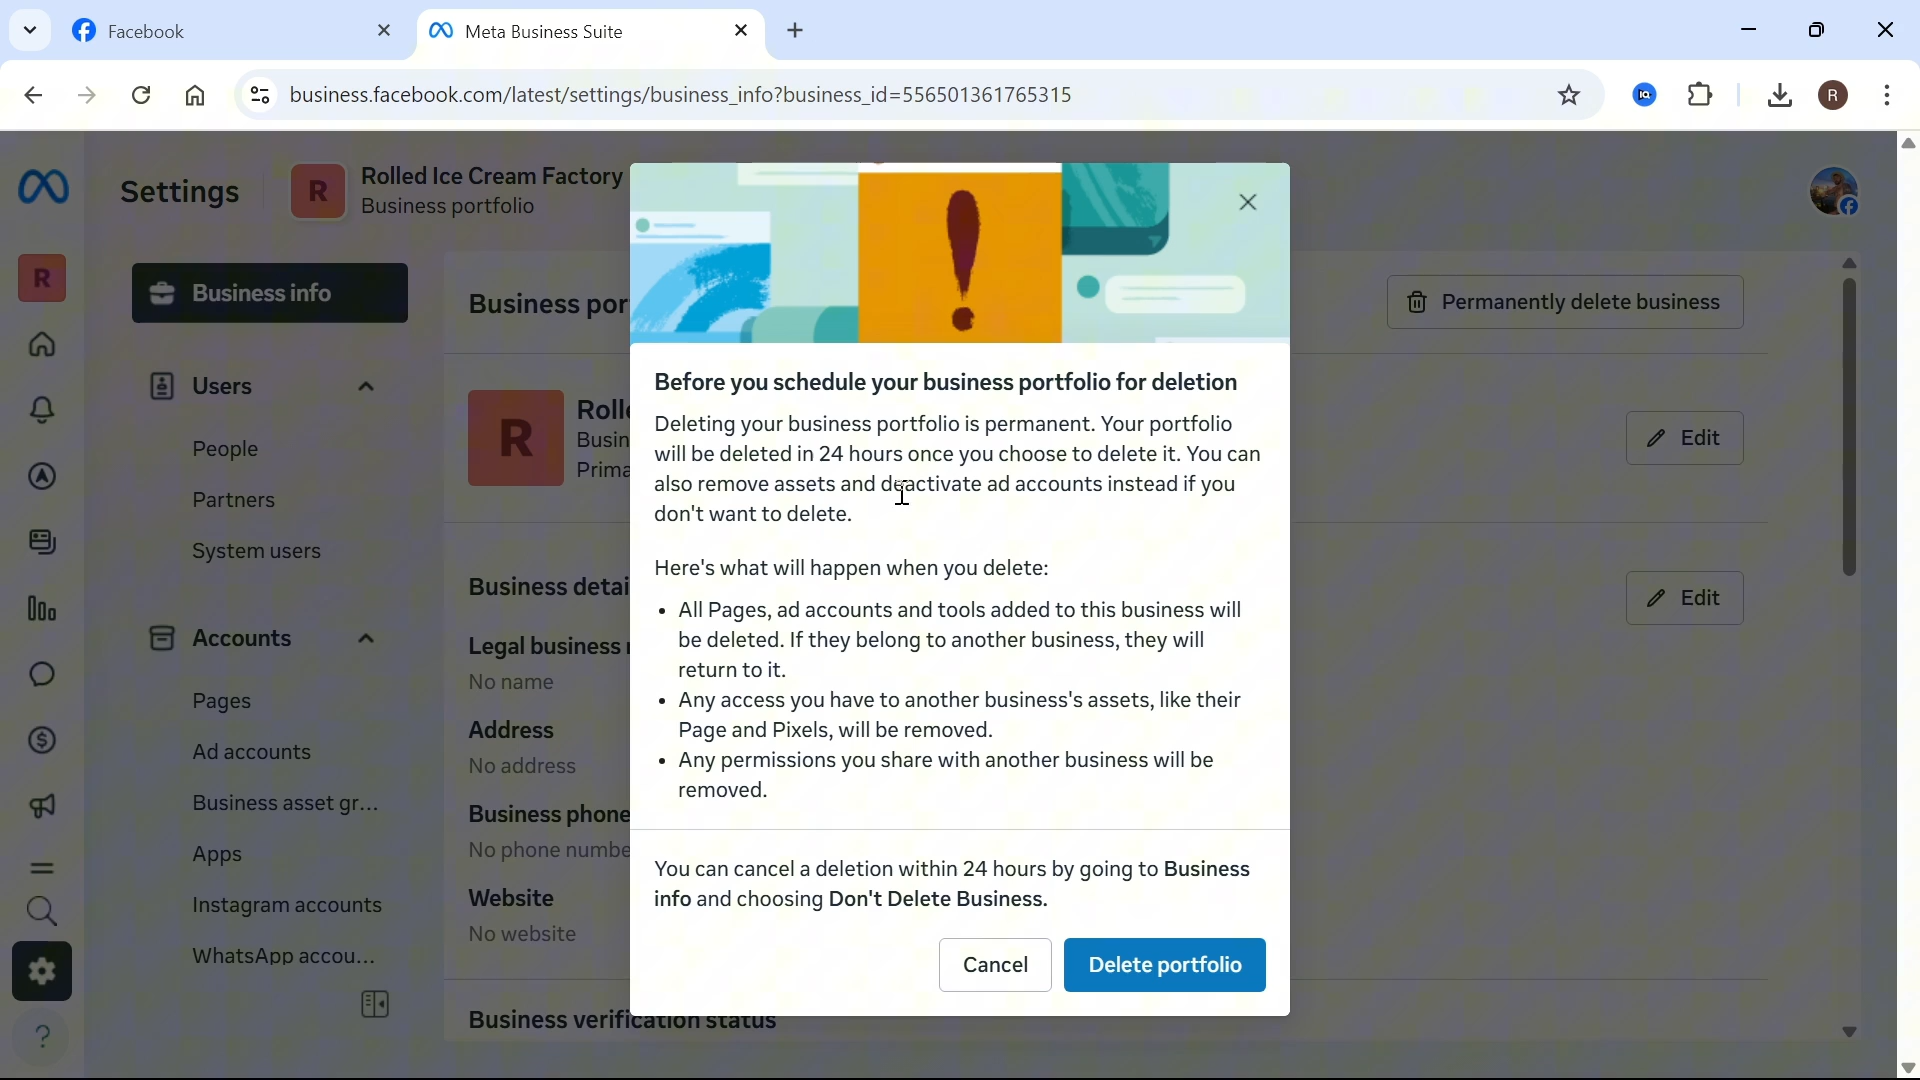 Facebook
Meta Business Suite
business.facebook.com/latest/settings/business_info?business_id=556501361765315
R
Settings
R
Rolled Ice Cream Factory
Business portfolio
R
Business info
Users
People
Partners
System users
Accounts
Pages
Ad accounts
Business asset gr...
Apps
Instagram accounts
WhatsApp accou...
?
Business por
Permanently delete business
R
Rolle
Busin
Prima
Edit
Business detai
Edit
Legal business n
No name
Address
No address
Business phone
No phone numbe
Website
No website
Business verification status
!
Before you schedule your business portfolio for deletion
Deleting your business portfolio is permanent. Your portfolio
will be deleted in 24 hours once you choose to delete it. You can
also remove assets and deactivate ad accounts instead if you
don't want to delete.
Here's what will happen when you delete:
• All Pages, ad accounts and tools added to this business will
be deleted. If they belong to another business, they will
return to it.
• Any access you have to another business's assets, like their
Page and Pixels, will be removed.
• Any permissions you share with another business will be
removed.
You can cancel a deletion within 24 hours by going to Business
info and choosing Don't Delete Business.
Cancel
Delete portfolio